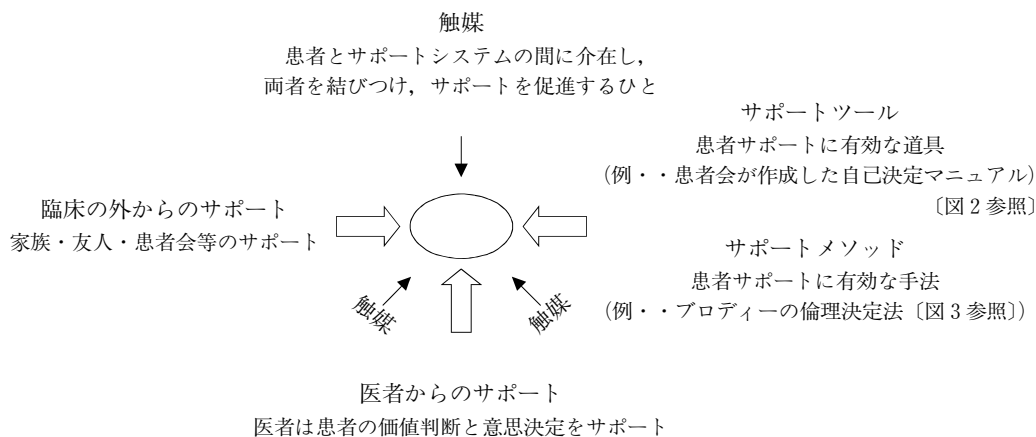 触媒
患者とサポートシステムの間に介在し，
両者を結びつけ，サポートを促進するひと
サポートツール
患者サポートに有効な道具
（例・・患者会が作成した自己決定マニュアル）
〔図2参照〕
臨床の外からのサポート
家族・友人・患者会等のサポート
サポートメソッド
患者サポートに有効な手法
（例・・ブロディーの倫理決定法〔図3参照〕）
触媒
触媒
医者からのサポート
医者は患者の価値判断と意思決定をサポート